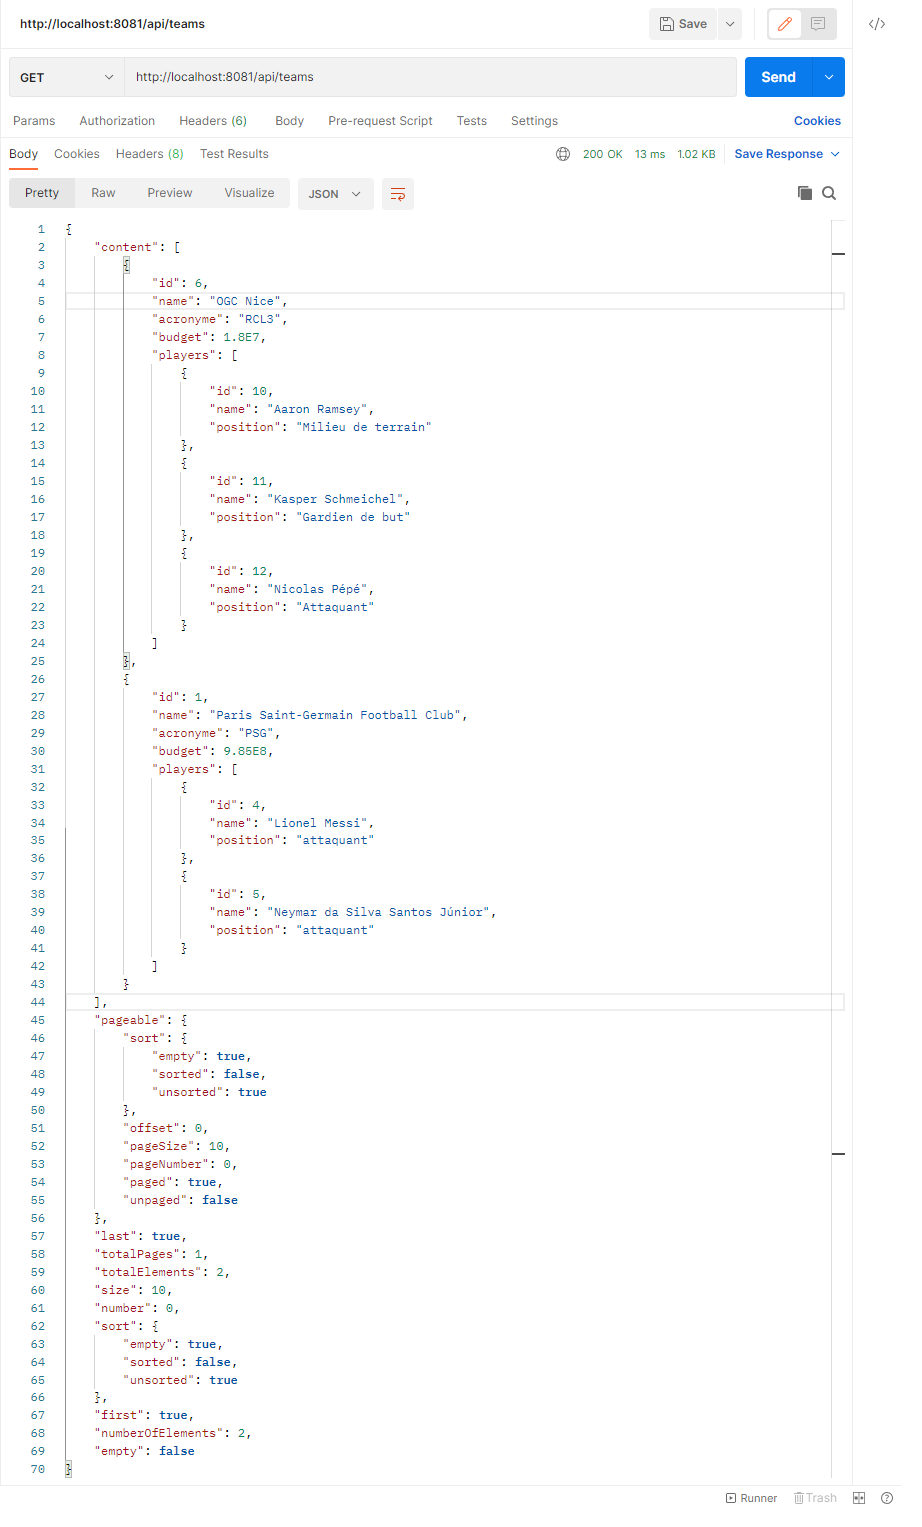 http://localhost:8081/api/teams Save
GET http://localhost:8081/api/teams Send
Params Authorization Headers (6) Body Pre-request Script Tests Settings Cookies
Body Cookies Headers (8) Test Results 200 OK 13 ms 1.02 KB Save Response
Pretty Raw Preview Visualize JSON
1 {
2 "content": [
3 {
4 "id": 6,
5 "name": "OGC Nice",
6 "acronyme": "RCL3",
7 "budget": 1.8E7,
8 "players": [
9 {
10 "id": 10,
11 "name": "Aaron Ramsey",
12 "position": "Milieu de terrain"
13 },
14 {
15 "id": 11,
16 "name": "Kasper Schmeichel",
17 "position": "Gardien de but"
18 },
19 {
20 "id": 12,
21 "name": "Nicolas Pépé",
22 "position": "Attaquant"
23 }
24 ]
25 },
26 {
27 "id": 1,
28 "name": "Paris Saint-Germain Football Club",
29 "acronyme": "PSG",
30 "budget": 9.85E8,
31 "players": [
32 {
33 "id": 4,
34 "name": "Lionel Messi",
35 "position": "attaquant"
36 },
37 {
38 "id": 5,
39 "name": "Neymar da Silva Santos Júnior",
40 "position": "attaquant"
41 }
42 ]
43 }
44 ],
45 "pageable": {
46 "sort": {
47 "empty": true,
48 "sorted": false,
49 "unsorted": true
50 },
51 "offset": 0,
52 "pageSize": 10,
53 "pageNumber": 0,
54 "paged": true,
55 "unpaged": false
56 },
57 "last": true,
58 "totalPages": 1,
59 "totalElements": 2,
60 "size": 10,
61 "number": 0,
62 "sort": {
63 "empty": true,
64 "sorted": false,
65 "unsorted": true
66 },
67 "first": true,
68 "numberOfElements": 2,
69 "empty": false
70 }
Runner Trash